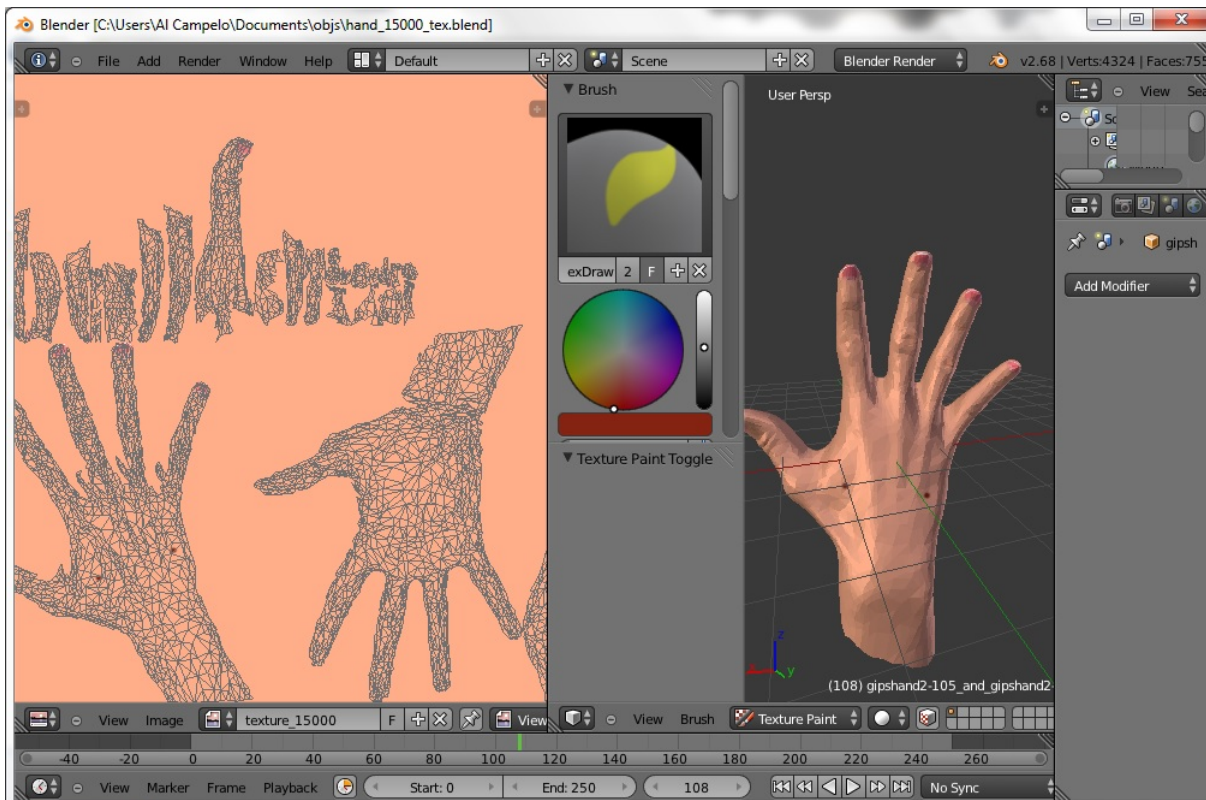 Blender [C:\Users\Al Campelo\Documents\objs\hand_15000_tex.blend]
File Add Render Window Help Default Scene Blender Render v2.68 | Verts:4324 | Faces:755
Brush
User Persp
View Sea
Sc
exDraw 2 F
gipsh
Add Modifier
Texture Paint Toggle
z
y
(108) gipshand2-105_and_gipshand2-
View Image texture_15000 F View
View Brush Texture Paint
-40 -20 0 20 40 60 80 100 120 140 160 180 200 220 240 260
View Marker Frame Playback Start: 0 End: 250 108 No Sync